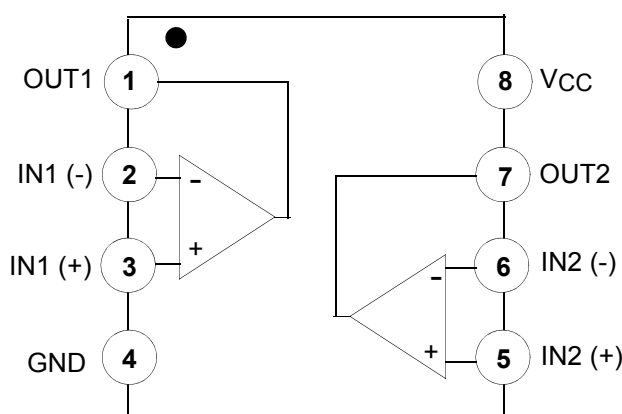 OUT1 1 8 VCC
IN1 (-) 2 - 7 OUT2
IN1 (+) 3 + - 6 IN2 (-)
GND 4 + 5 IN2 (+)